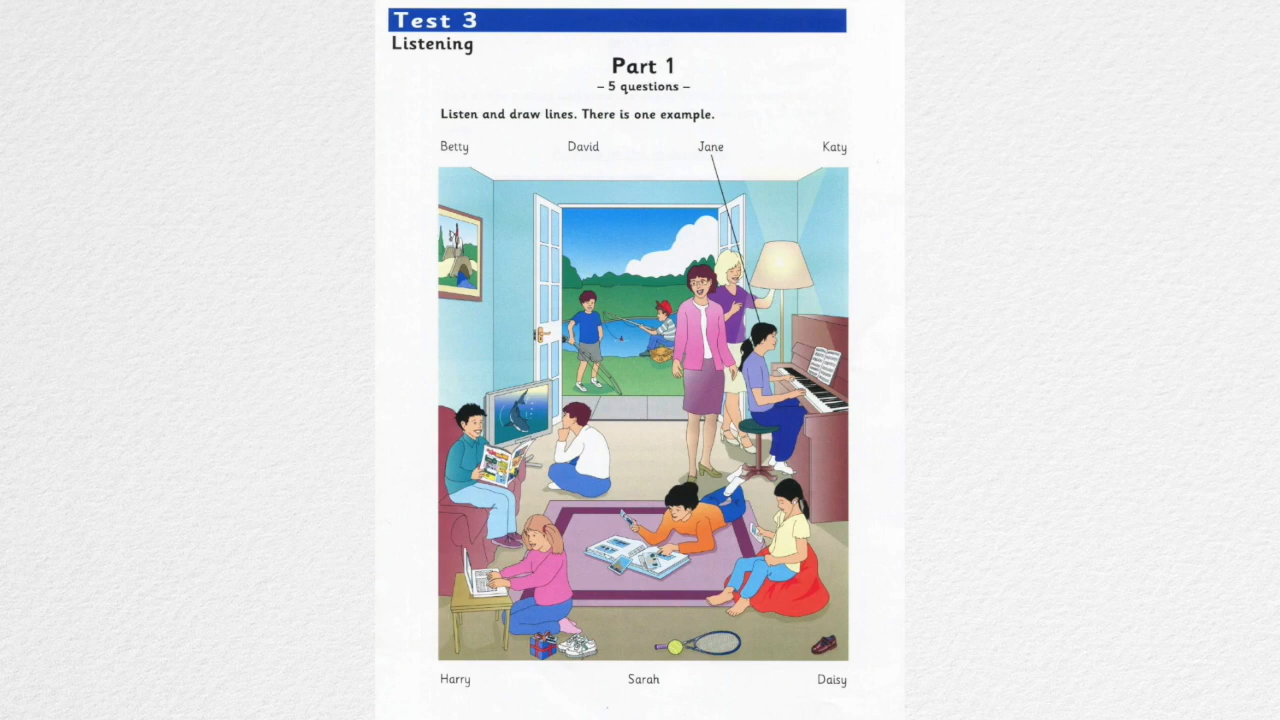 Test 3
Listening
Part 1
– 5 questions –
Listen and draw lines. There is one example.
Betty David Jane Katy
Harry Sarah Daisy